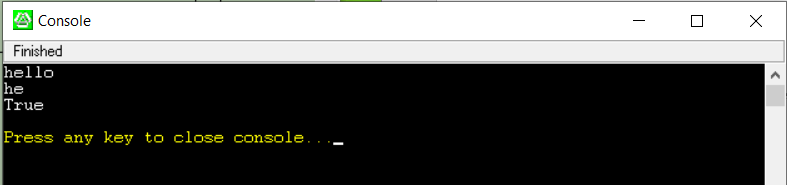 Console
Finished
hello
he
True
Press any key to close console...